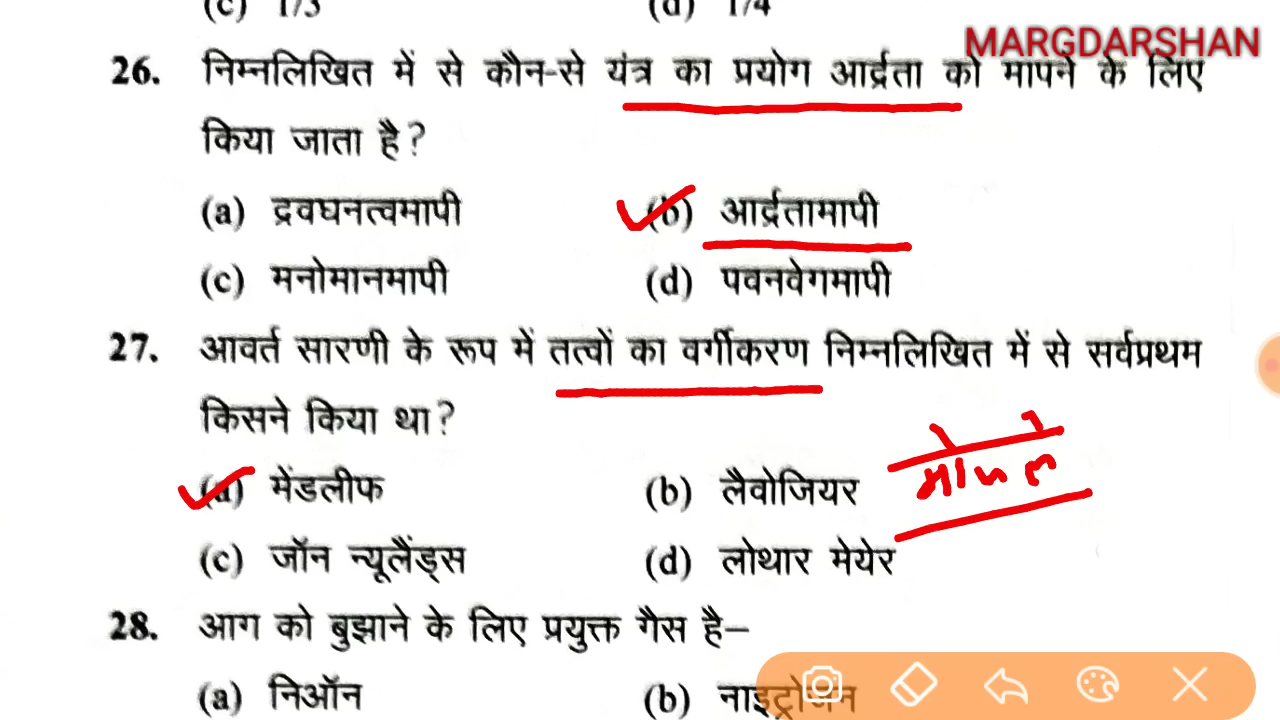 (c) 1/3 (d) 1/4
MARGDARSHAN
26. निम्नलिखित में से कौन-से यंत्र का प्रयोग आर्द्रता को मापने के लिए
किया जाता है?
(a) द्रवघनत्वमापी (b) आर्द्रतामापी
(c) मनोमानमापी (d) पवनवेगमापी
27. आवर्त सारणी के रूप में तत्वों का वर्गीकरण निम्नलिखित में से सर्वप्रथम
किसने किया था?
(a) मेंडलीफ (b) लैवोजियर
(c) जॉन न्यूलैंड्स (d) लोथार मेयेर
28. आग को बुझाने के लिए प्रयुक्त गैस है–
(a) निऑन (b) नाइट्रोजन